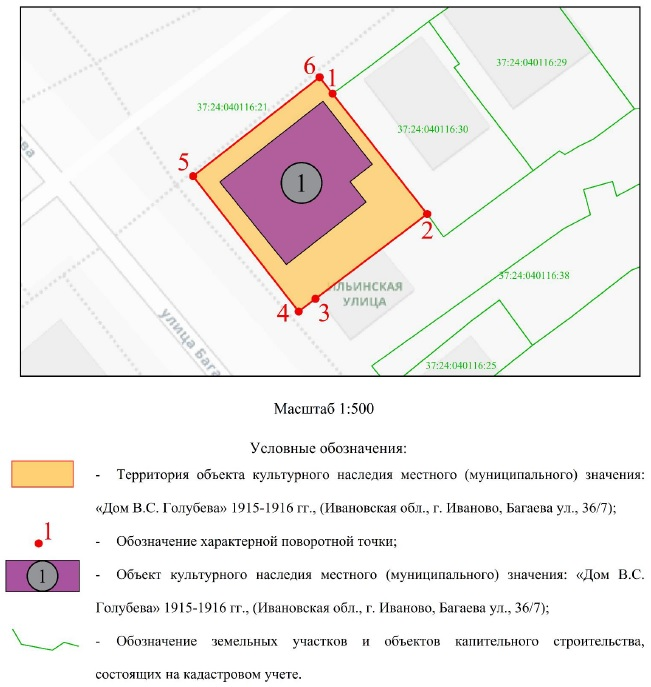 37:24:040116:29
6
1
37:24:040116:21
37:24:040116:30
5
1
2
37:24:040116:38
ЛЬИНСКАЯ
УЛИЦА
4
3
улица Бага
37:24:040116:25
Масштаб 1:500
Условные обозначения:
- Территория объекта культурного наследия местного (муниципального) значения:
«Дом В.С. Голубева» 1915-1916 гг., (Ивановская обл., г. Иваново, Багаева ул., 36/7);
1
- Обозначение характерной поворотной точки;
1
- Объект культурного наследия местного (муниципального) значения: «Дом В.С.
Голубева» 1915-1916 гг., (Ивановская обл., г. Иваново, Багаева ул., 36/7);
- Обозначение земельных участков и объектов капительного строительства,
состоящих на кадастровом учете.